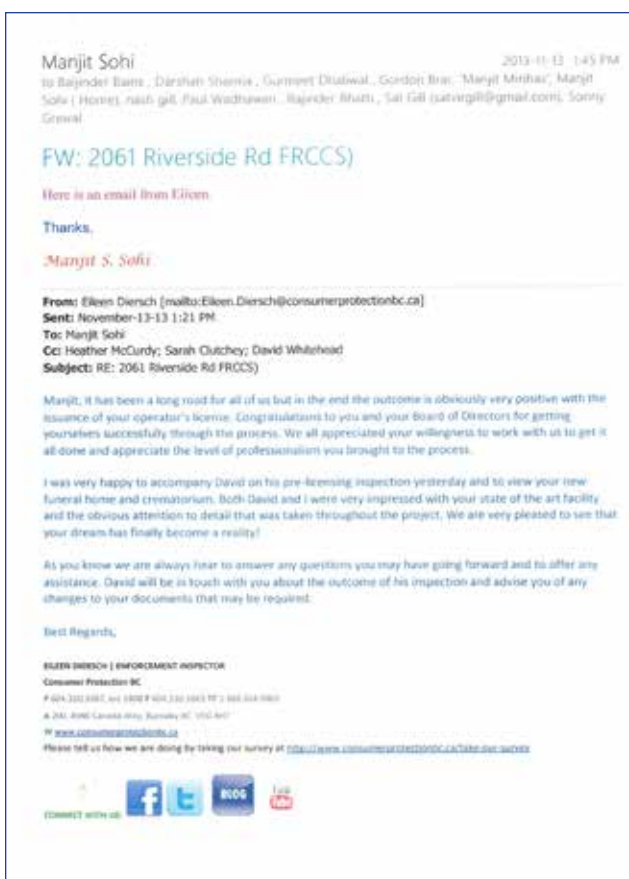 Manjit Sohi 2013-11-13 1:45 PM
to Baljinder Bains , Darshan Sharma , Gurmeet Dhaliwal , Gordon Brar, 'Manjit Minhas', Manjit
Sohi ( Home), nash gill, Paul Wadhawan , Rajinder Bhatti , Sat Gill (satvirgill@gmail.com), Sonny
Grewal
FW: 2061 Riverside Rd FRCCS)
Here is an email from Eileen.
Thanks,
Manjit S. Sohi
From: Eileen Diersch [mailto:Eileen.Diersch@consumerprotectionbc.ca]
Sent: November-13-13 1:21 PM
To: Manjit Sohi
Cc: Heather McCurdy; Sarah Clutchey; David Whitehead
Subject: RE: 2061 Riverside Rd FRCCS)
Manjit, it has been a long road for all of us but in the end the outcome is obviously very positive with the
issuance of your operator's license. Congratulations to you and your Board of Directors for getting
yourselves successfully through the process. We all appreciated your willingness to work with us to get it
all done and appreciate the level of professionalism you brought to the process.
I was very happy to accompany David on his pre-licensing inspection yesterday and to view your new
funeral home and crematorium. Both David and I were very impressed with your state of the art facility
and the obvious attention to detail that was taken throughout the project. We are very pleased to see that
your dream has finally become a reality!
As you know we are always hear to answer any questions you may have going forward and to offer any
assistance. David will be in touch with you about the outcome of his inspection and advise you of any
changes to your documents that may be required.
Best Regards,
EILEEN DIERSCH | ENFORCEMENT INSPECTOR
Consumer Protection BC
W www.consumerprotectionbc.ca
Please tell us how we are doing by taking our survey at http://www.consumerprotectionbc.ca/take-our-survey
CONNECT WITH US: f t BLOG You Tube